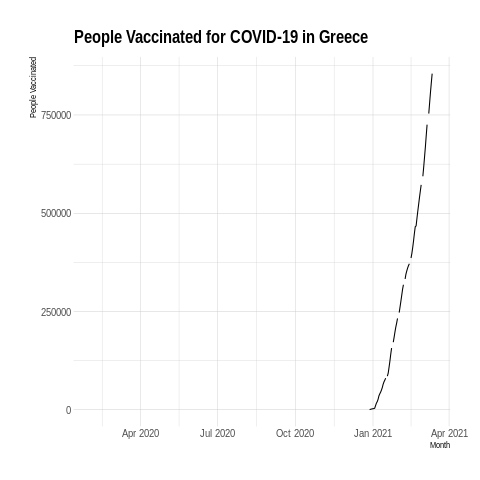 People Vaccinated for COVID-19 in Greece
People Vaccinated
750000
500000
250000
0
Apr 2020
Jul 2020
Oct 2020
Jan 2021
Apr 2021
Month